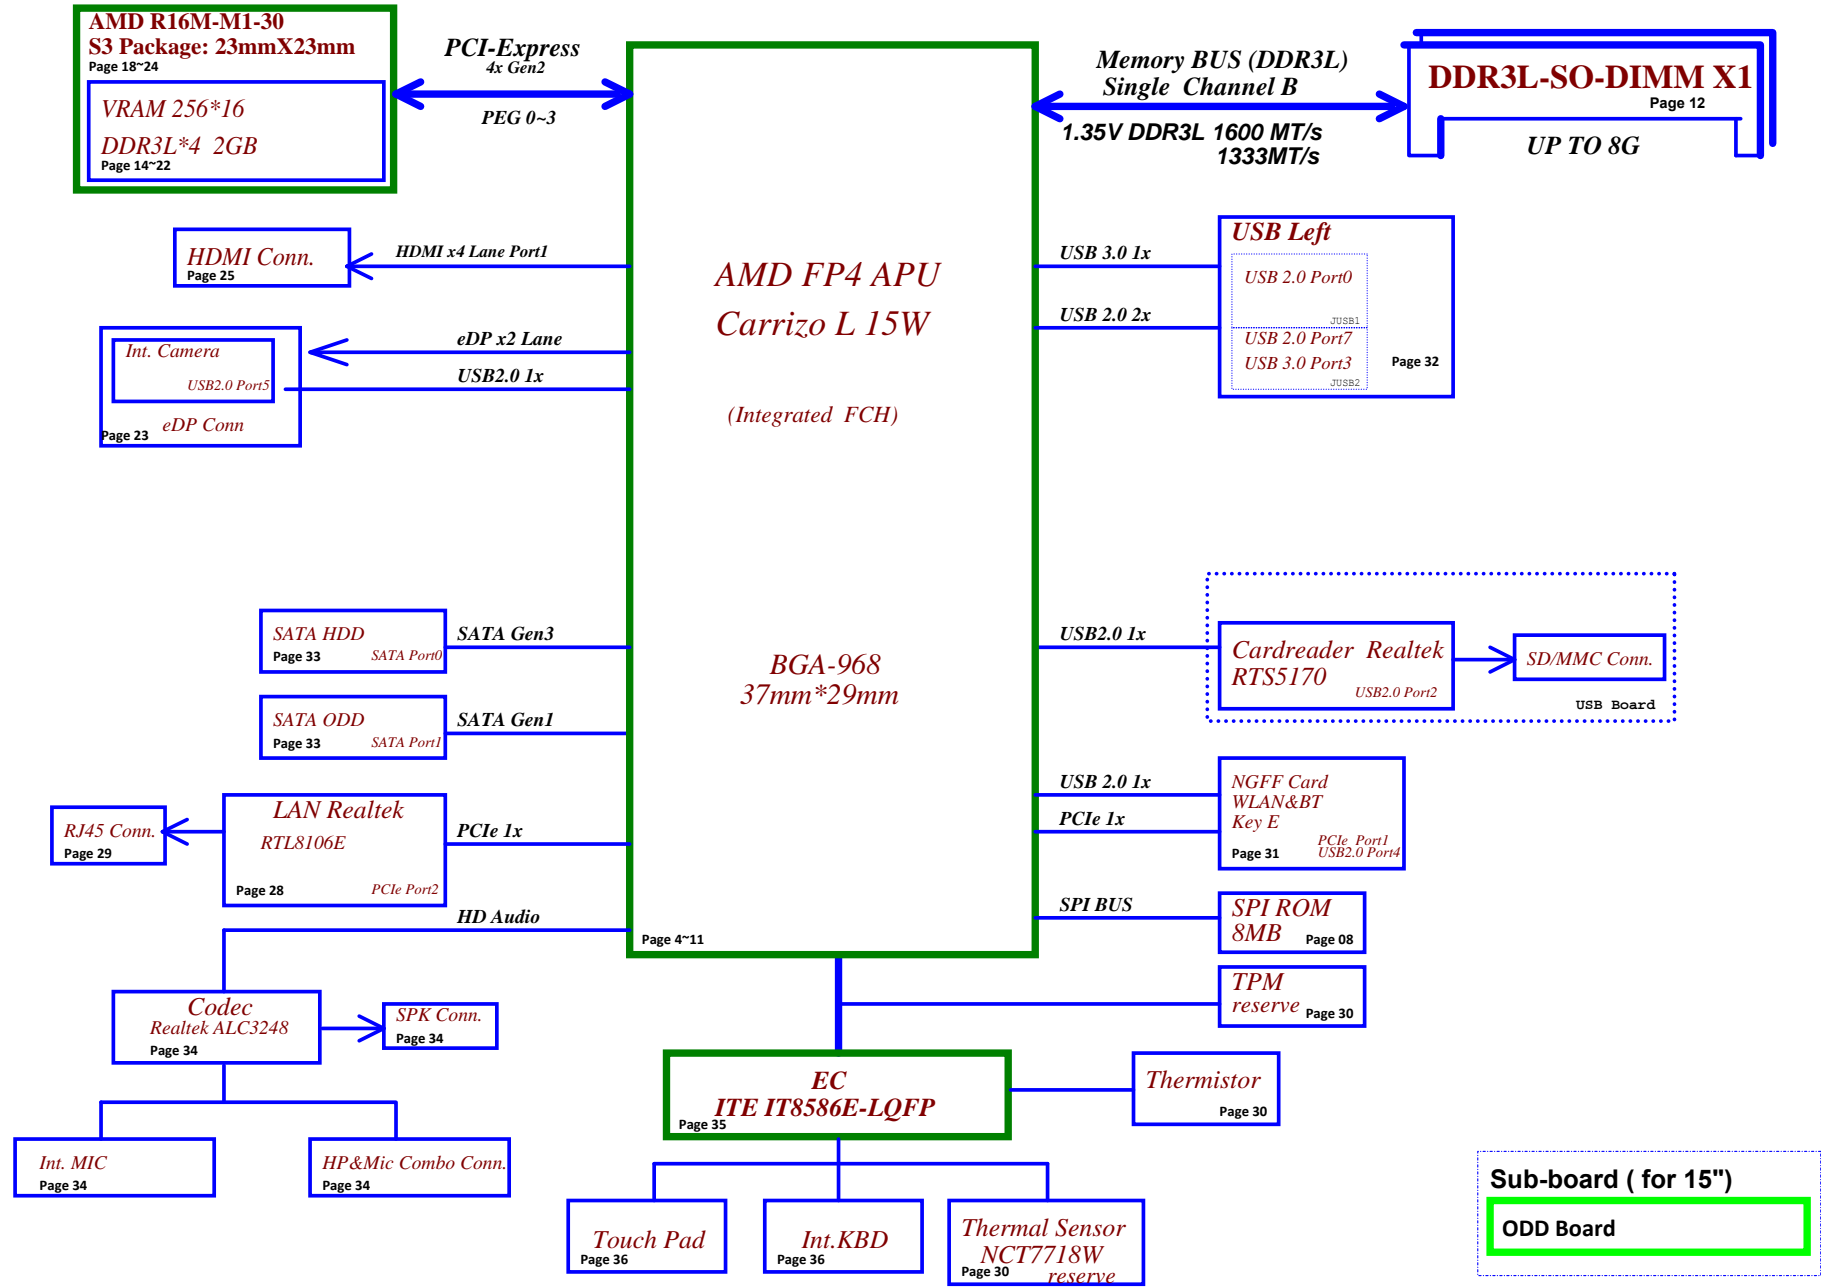 AMD R16M-M1-30
S3 Package: 23mmX23mm
Page 18~24
VRAM 256*16
DDR3L*4 2GB
Page 14~22
PCI-Express
4x Gen2
PEG 0~3
Memory BUS (DDR3L)
Single Channel B
1.35V DDR3L 1600 MT/s
1333MT/s
DDR3L-SO-DIMM X1
Page 12
UP TO 8G
HDMI Conn.
Page 25
HDMI x4 Lane Port1
Int. Camera
USB2.0 Port5
eDP Conn
Page 23
eDP x2 Lane
USB2.0 1x
AMD FP4 APU
Carrizo L 15W
(Integrated FCH)
BGA-968
37mm*29mm
Page 4~11
USB 3.0 1x
USB 2.0 2x
USB Left
USB 2.0 Port0
JUSB1
USB 2.0 Port7
USB 3.0 Port3
JUSB2
Page 32
SATA HDD
Page 33
SATA Port0
SATA Gen3
SATA ODD
Page 33
SATA Port1
SATA Gen1
USB2.0 1x
Cardreader Realtek
RTS5170
USB2.0 Port2
SD/MMC Conn.
USB Board
RJ45 Conn.
Page 29
LAN Realtek
RTL8106E
Page 28
PCIe Port2
PCIe 1x
USB 2.0 1x
PCIe 1x
NGFF Card
WLAN&BT
Key E
PCIe Port1
USB2.0 Port4
Page 31
HD Audio
SPI BUS
SPI ROM
8MB
Page 08
TPM
reserve
Page 30
Codec
Realtek ALC3248
Page 34
SPK Conn.
Page 34
EC
ITE IT8586E-LQFP
Page 35
Thermistor
Page 30
Int. MIC
Page 34
HP&Mic Combo Conn.
Page 34
Touch Pad
Page 36
Int.KBD
Page 36
Thermal Sensor
NCT7718W
Page 30
reserve
Sub-board ( for 15")
ODD Board